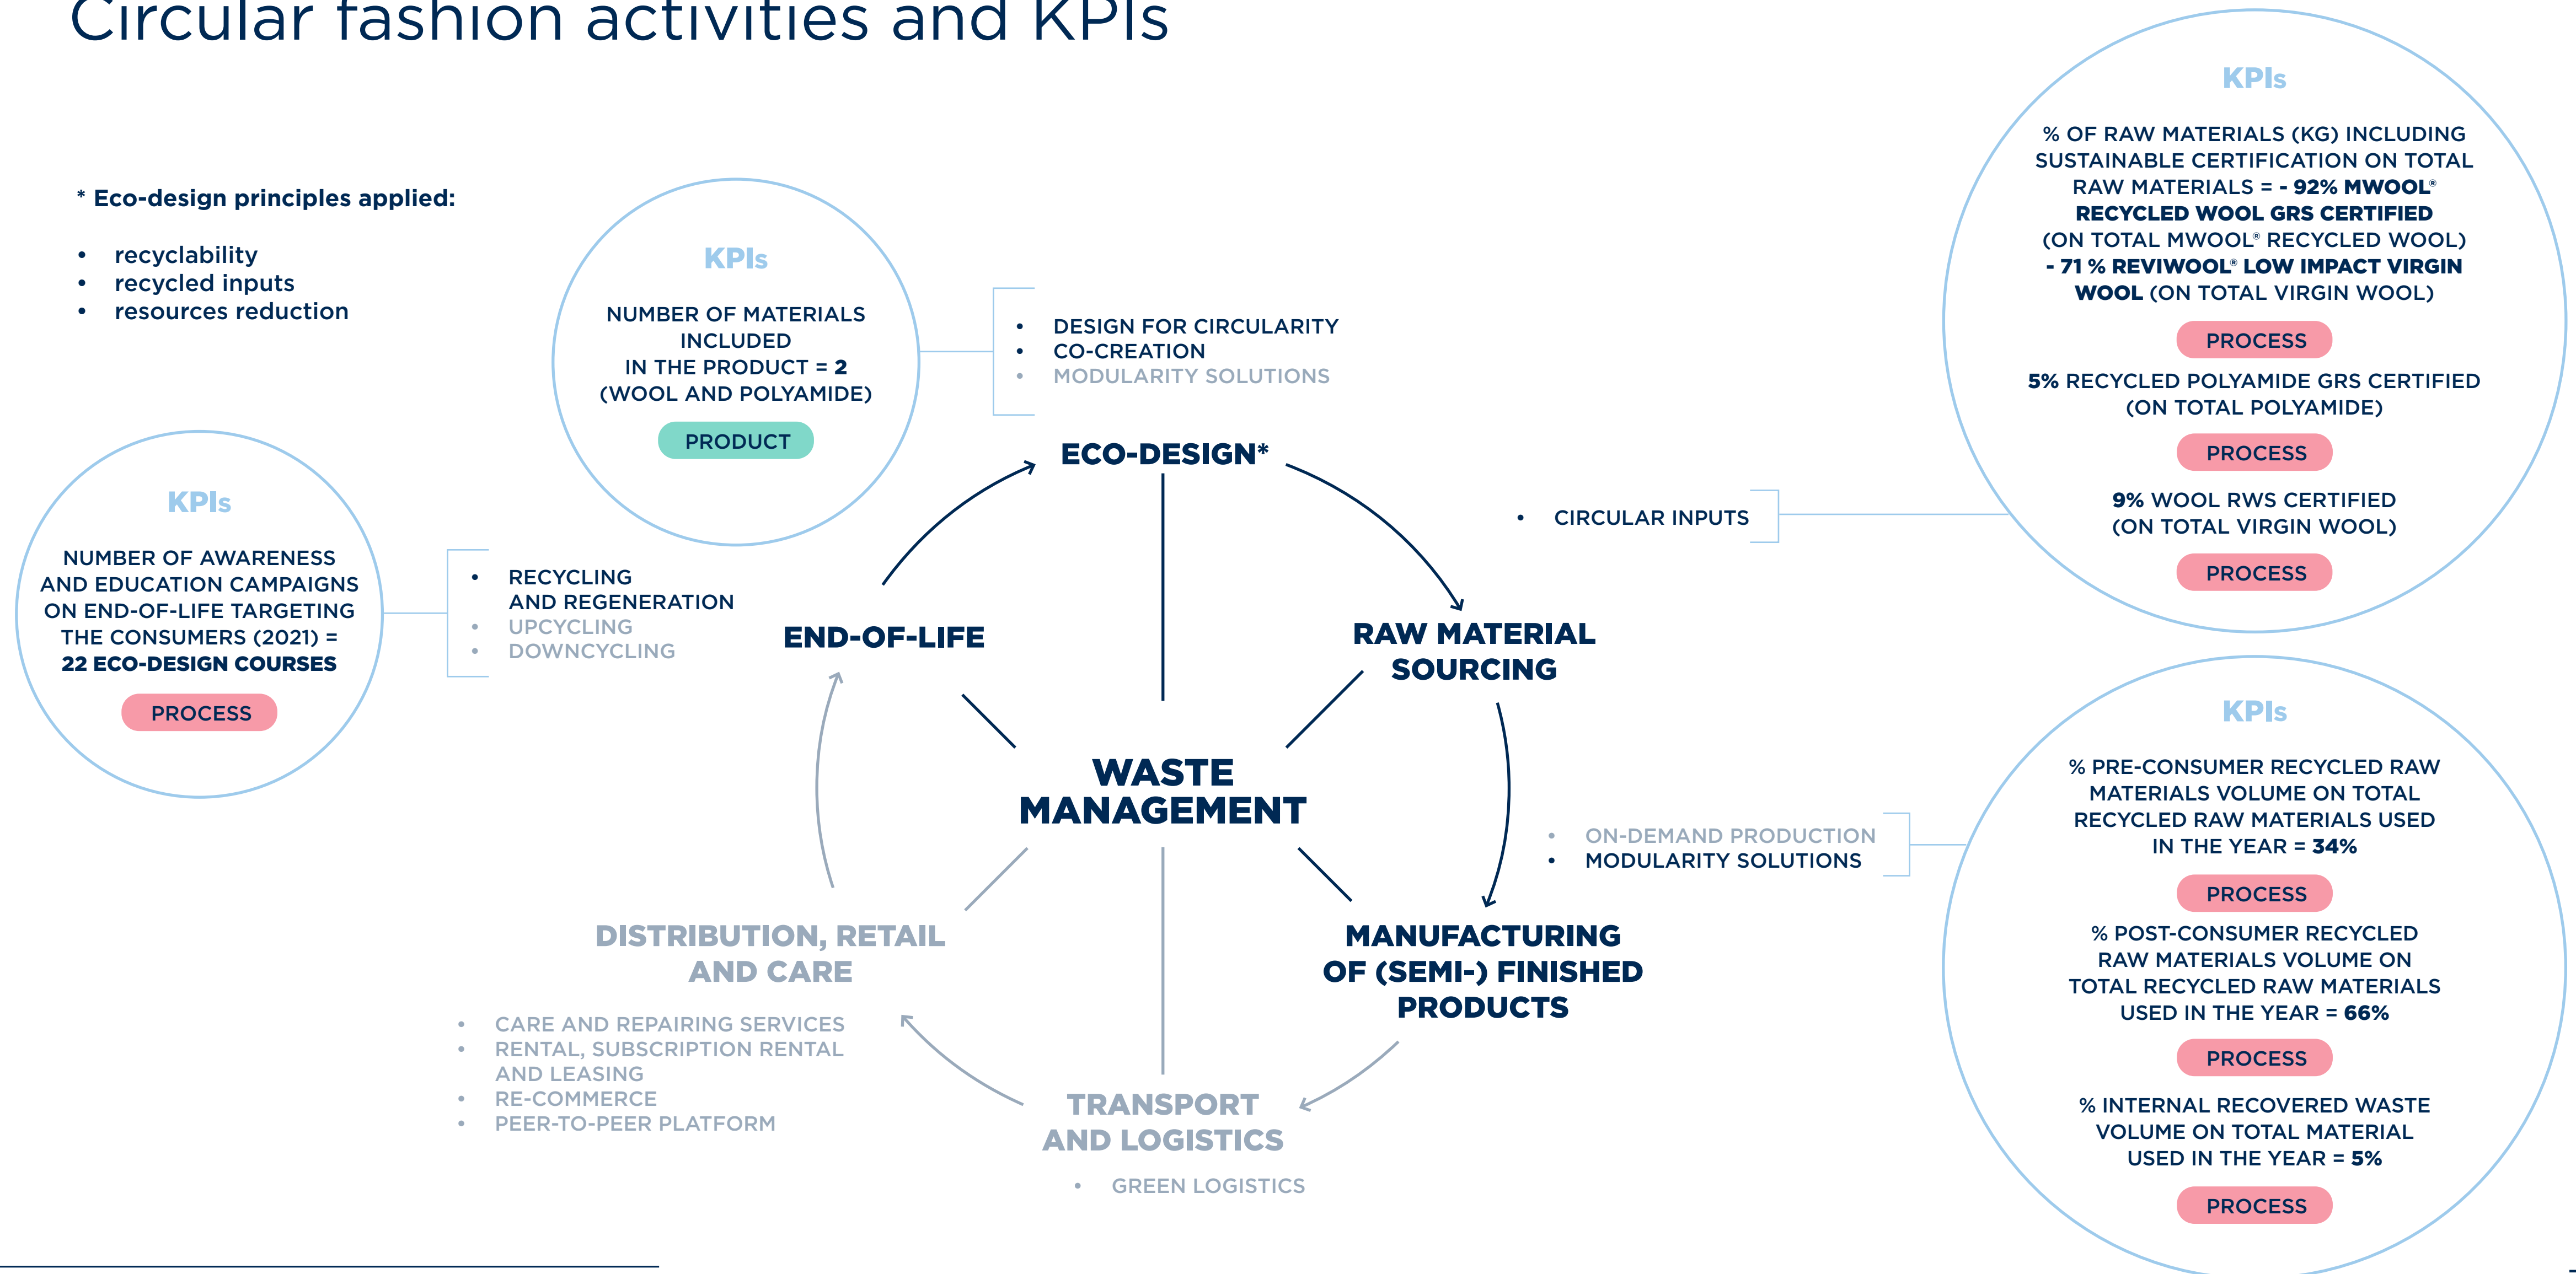 Circular fashion activities and KPIs
* Eco-design principles applied:
• recyclability
• recycled inputs
• resources reduction
KPIs
NUMBER OF MATERIALS
INCLUDED
IN THE PRODUCT = 2
(WOOL AND POLYAMIDE)
PRODUCT
• DESIGN FOR CIRCULARITY
• CO-CREATION
• MODULARITY SOLUTIONS
KPIs
NUMBER OF AWARENESS
AND EDUCATION CAMPAIGNS
ON END-OF-LIFE TARGETING
THE CONSUMERS (2021) =
22 ECO-DESIGN COURSES
PROCESS
• RECYCLING
AND REGENERATION
• UPCYCLING
• DOWNCYCLING
ECO-DESIGN*
END-OF-LIFE
RAW MATERIAL
SOURCING
WASTE
MANAGEMENT
DISTRIBUTION, RETAIL
AND CARE
• CARE AND REPAIRING SERVICES
• RENTAL, SUBSCRIPTION RENTAL
AND LEASING
• RE-COMMERCE
• PEER-TO-PEER PLATFORM
TRANSPORT
AND LOGISTICS
• GREEN LOGISTICS
MANUFACTURING
OF (SEMI-) FINISHED
PRODUCTS
• CIRCULAR INPUTS
KPIs
% OF RAW MATERIALS (KG) INCLUDING
SUSTAINABLE CERTIFICATION ON TOTAL
RAW MATERIALS = - 92% MWOOL®
RECYCLED WOOL GRS CERTIFIED
(ON TOTAL MWOOL® RECYCLED WOOL)
- 71 % REVIWOOL® LOW IMPACT VIRGIN
WOOL (ON TOTAL VIRGIN WOOL)
PROCESS
5% RECYCLED POLYAMIDE GRS CERTIFIED
(ON TOTAL POLYAMIDE)
PROCESS
9% WOOL RWS CERTIFIED
(ON TOTAL VIRGIN WOOL)
PROCESS
• ON-DEMAND PRODUCTION
• MODULARITY SOLUTIONS
KPIs
% PRE-CONSUMER RECYCLED RAW
MATERIALS VOLUME ON TOTAL
RECYCLED RAW MATERIALS USED
IN THE YEAR = 34%
PROCESS
% POST-CONSUMER RECYCLED
RAW MATERIALS VOLUME ON
TOTAL RECYCLED RAW MATERIALS
USED IN THE YEAR = 66%
PROCESS
% INTERNAL RECOVERED WASTE
VOLUME ON TOTAL MATERIAL
USED IN THE YEAR = 5%
PROCESS